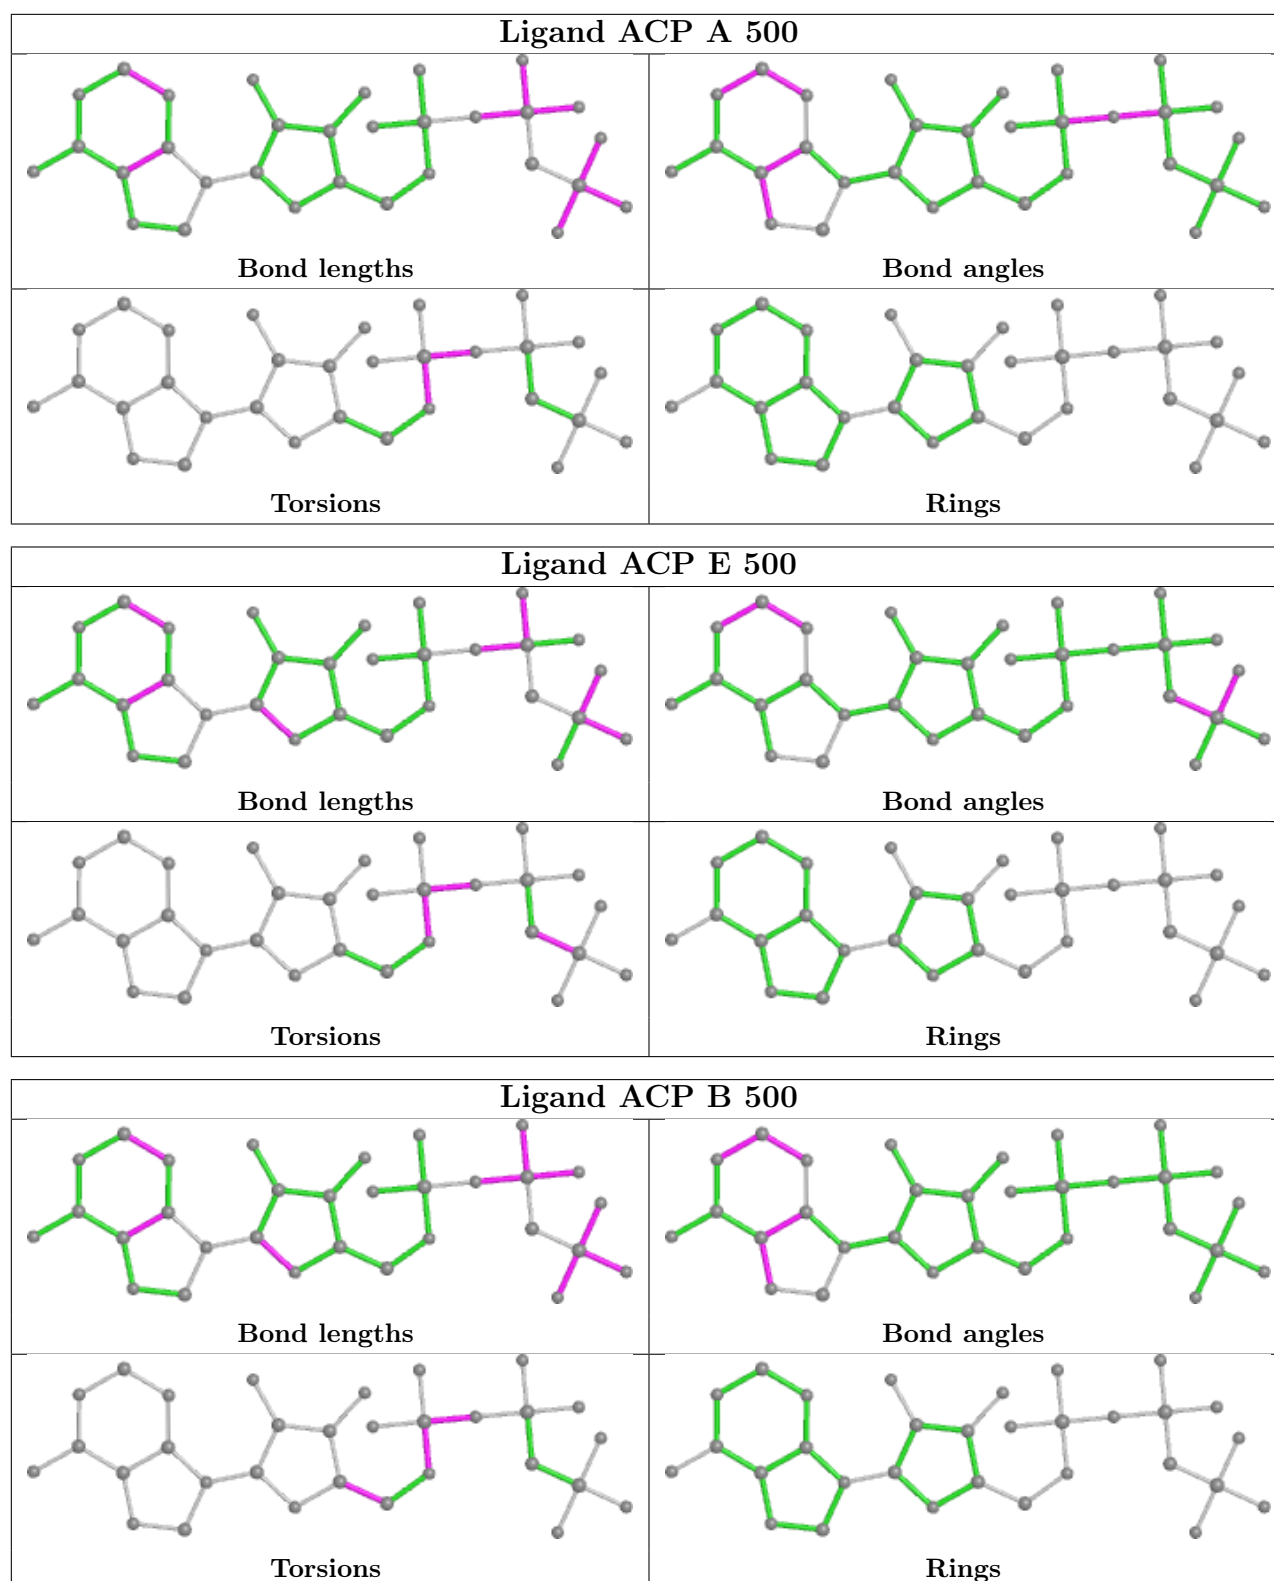 Ligand ACP A 500
Bond lengths
Bond angles
Torsions
Rings
Ligand ACP E 500
Bond lengths
Bond angles
Torsions
Rings
Ligand ACP B 500
Bond lengths
Bond angles
Torsions
Rings